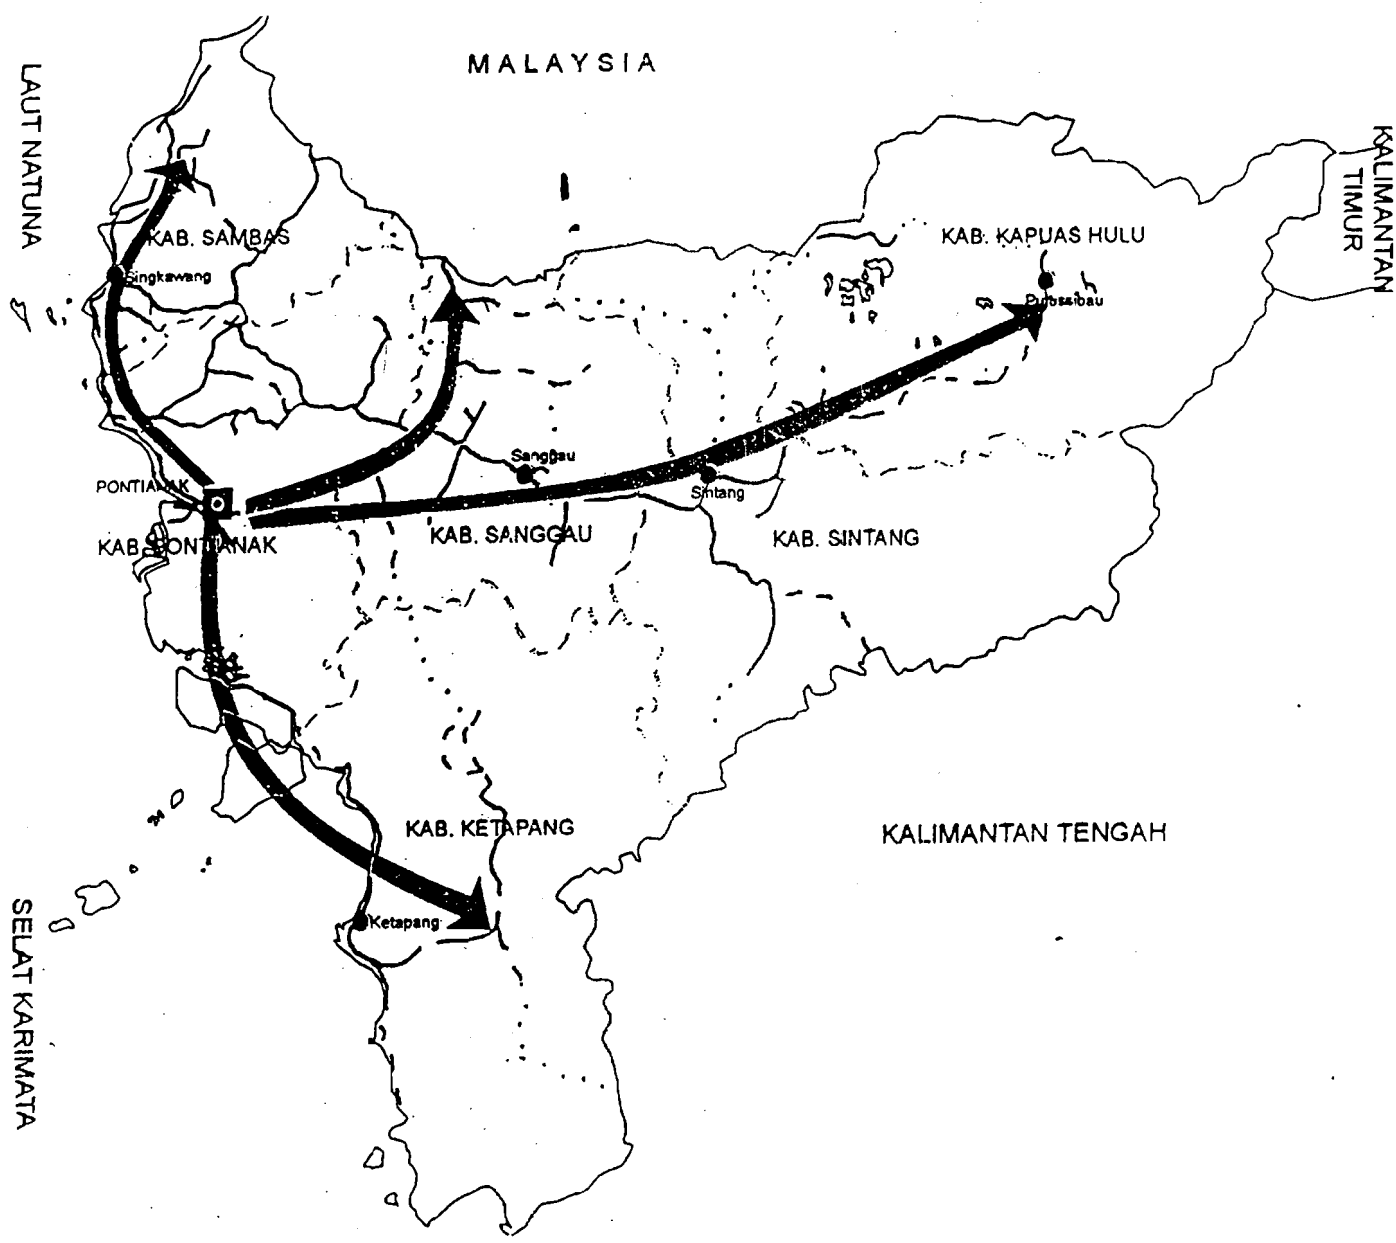 MALAYSIA
LAUT NATUNA
KALIMANTAN
TIMUR
KAB. SAMBAS
KAB. KAPUAS HULU
Singkawang
Putussibau
Sanggau
PONTIANAK
Sintang
KAB. PONTIANAK
KAB. SANGGAU
KAB. SINTANG
KAB. KETAPANG
KALIMANTAN TENGAH
Ketapang
SELAT KARIMATA